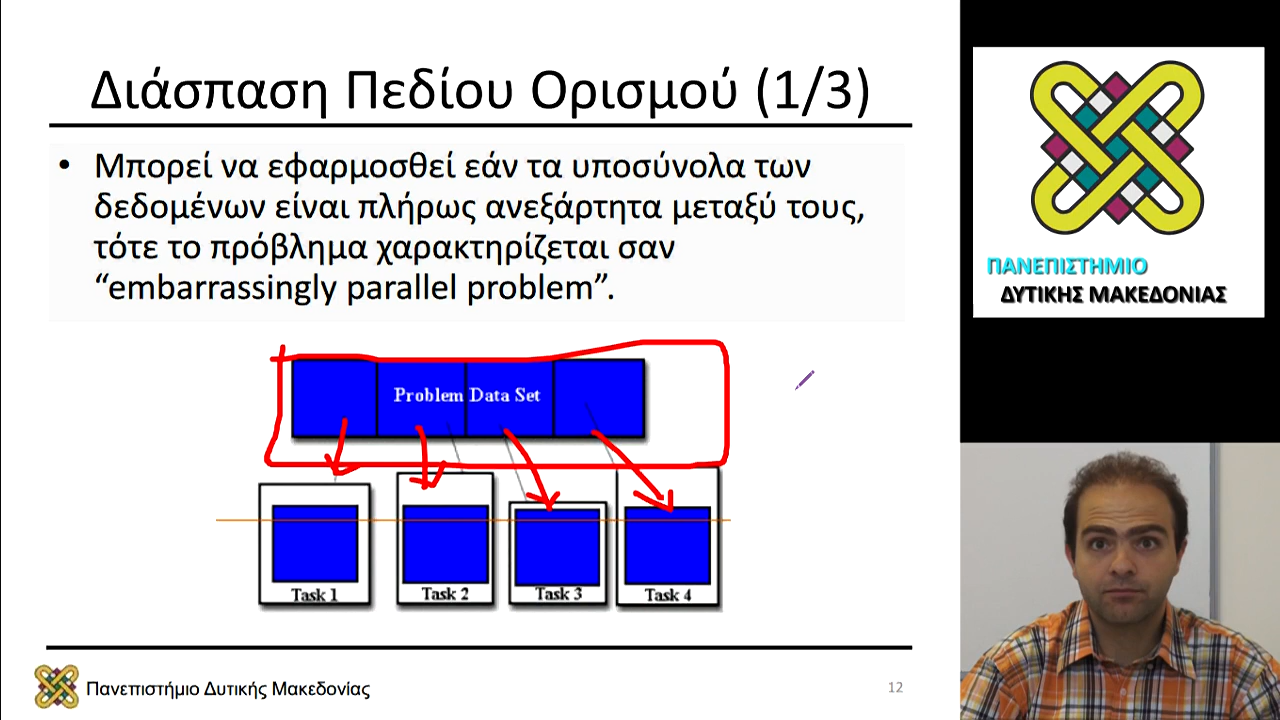 Διάσπαση Πεδίου Ορισμού (1/3)
• Μπορεί να εφαρμοσθεί εάν τα υποσύνολα των
δεδομένων είναι πλήρως ανεξάρτητα μεταξύ τους,
τότε το πρόβλημα χαρακτηρίζεται σαν
“embarrassingly parallel problem”.
Problem Data Set
Task 1
Task 2
Task 3
Task 4
Πανεπιστήμιο Δυτικής Μακεδονίας
12
ΠΑΝΕΠΙΣΤΗΜΙΟ
ΔΥΤΙΚΗΣ ΜΑΚΕΔΟΝΙΑΣ